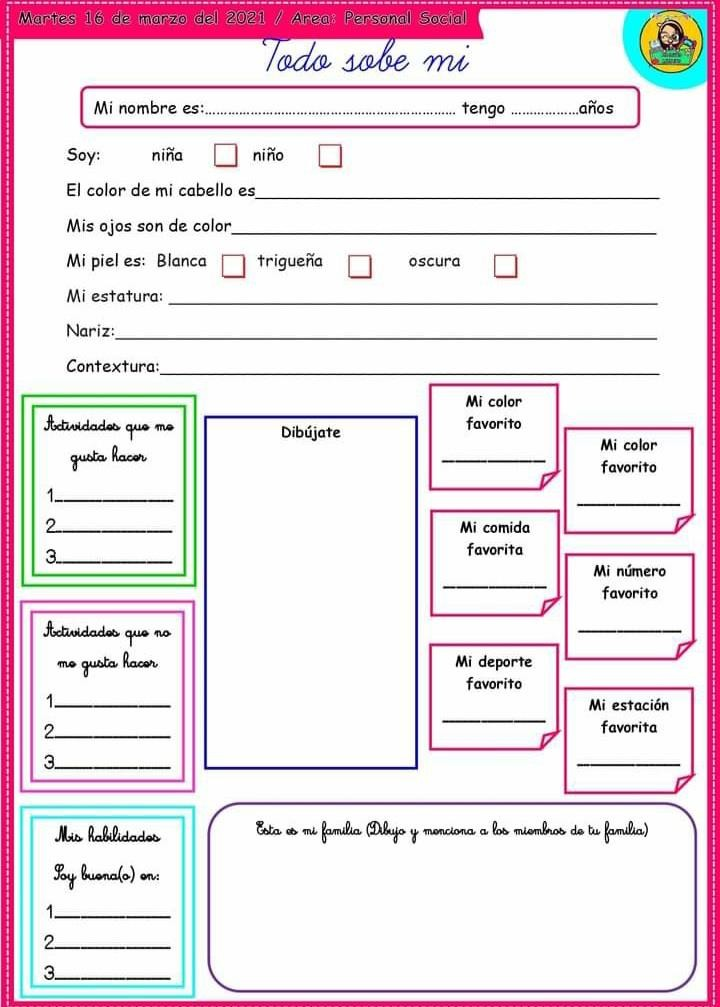 Martes 16 de marzo del 2021 / Area: Personal Social
Todo sobe mi
Mi nombre es:............................................................. tengo ................años
Soy: niña niño
El color de mi cabello es
Mis ojos son de color
Mi piel es: Blanca trigueña oscura
Mi estatura:
Nariz:
Contextura:
Actividades que me
gusta hacer
1.
2.
3.
Actividades que no
me gusta hacer
1.
2.
3.
Mis habilidades
Soy buena(o) en:
1.
2.
3.
Dibújate
Mi color
favorito
Mi color
favorito
Mi comida
favorita
Mi número
favorito
Mi deporte
favorito
Mi estación
favorita
Esta es mi familia (Dibujo y menciona a los miembros de tu familia)